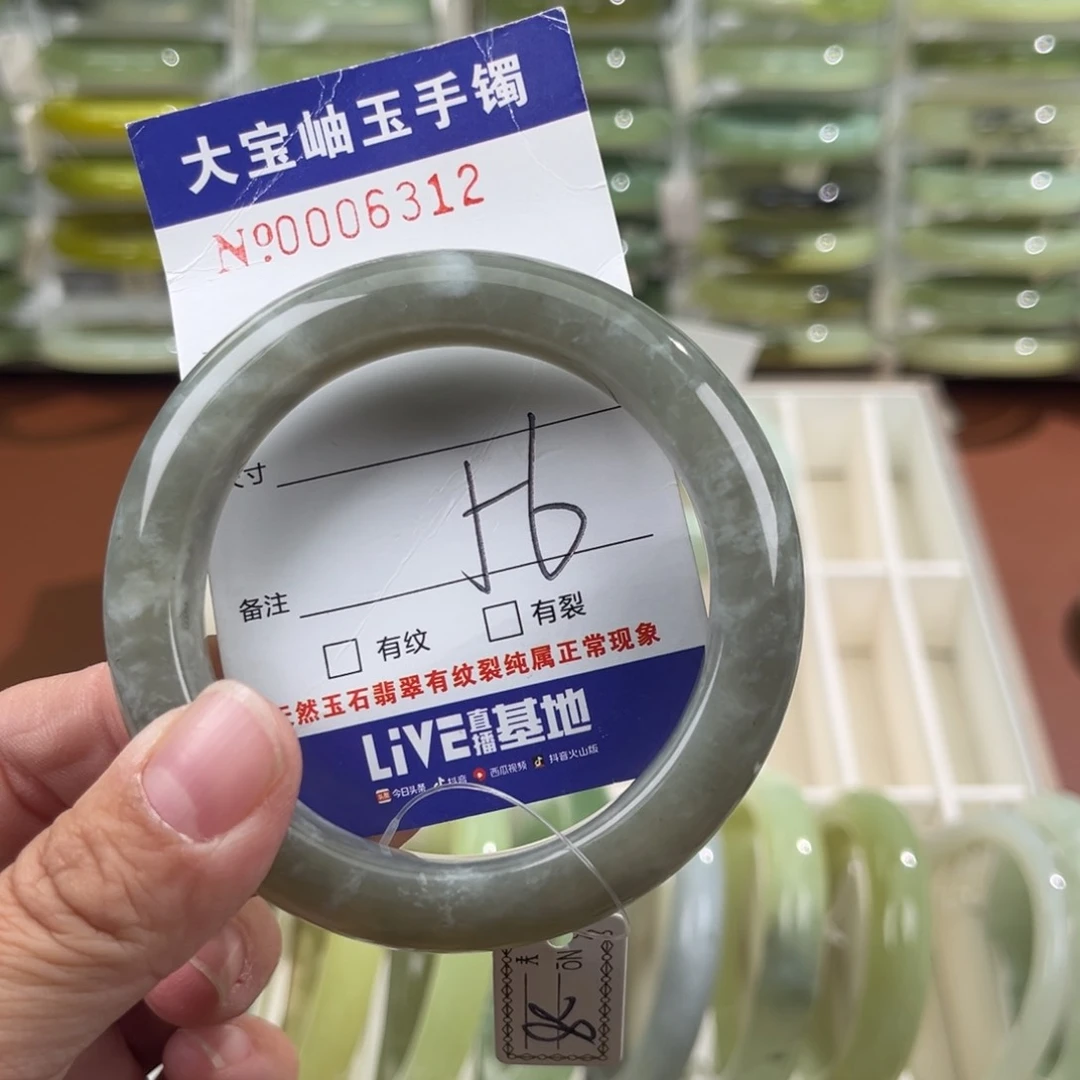 大宝岫玉手镯
Nº0006312
寸
56
备注
有纹 有裂
天然玉石翡翠有纹裂纯属正常现象
LiVE直播基地
今日头条 抖音 西瓜视频 抖音火山版
NO